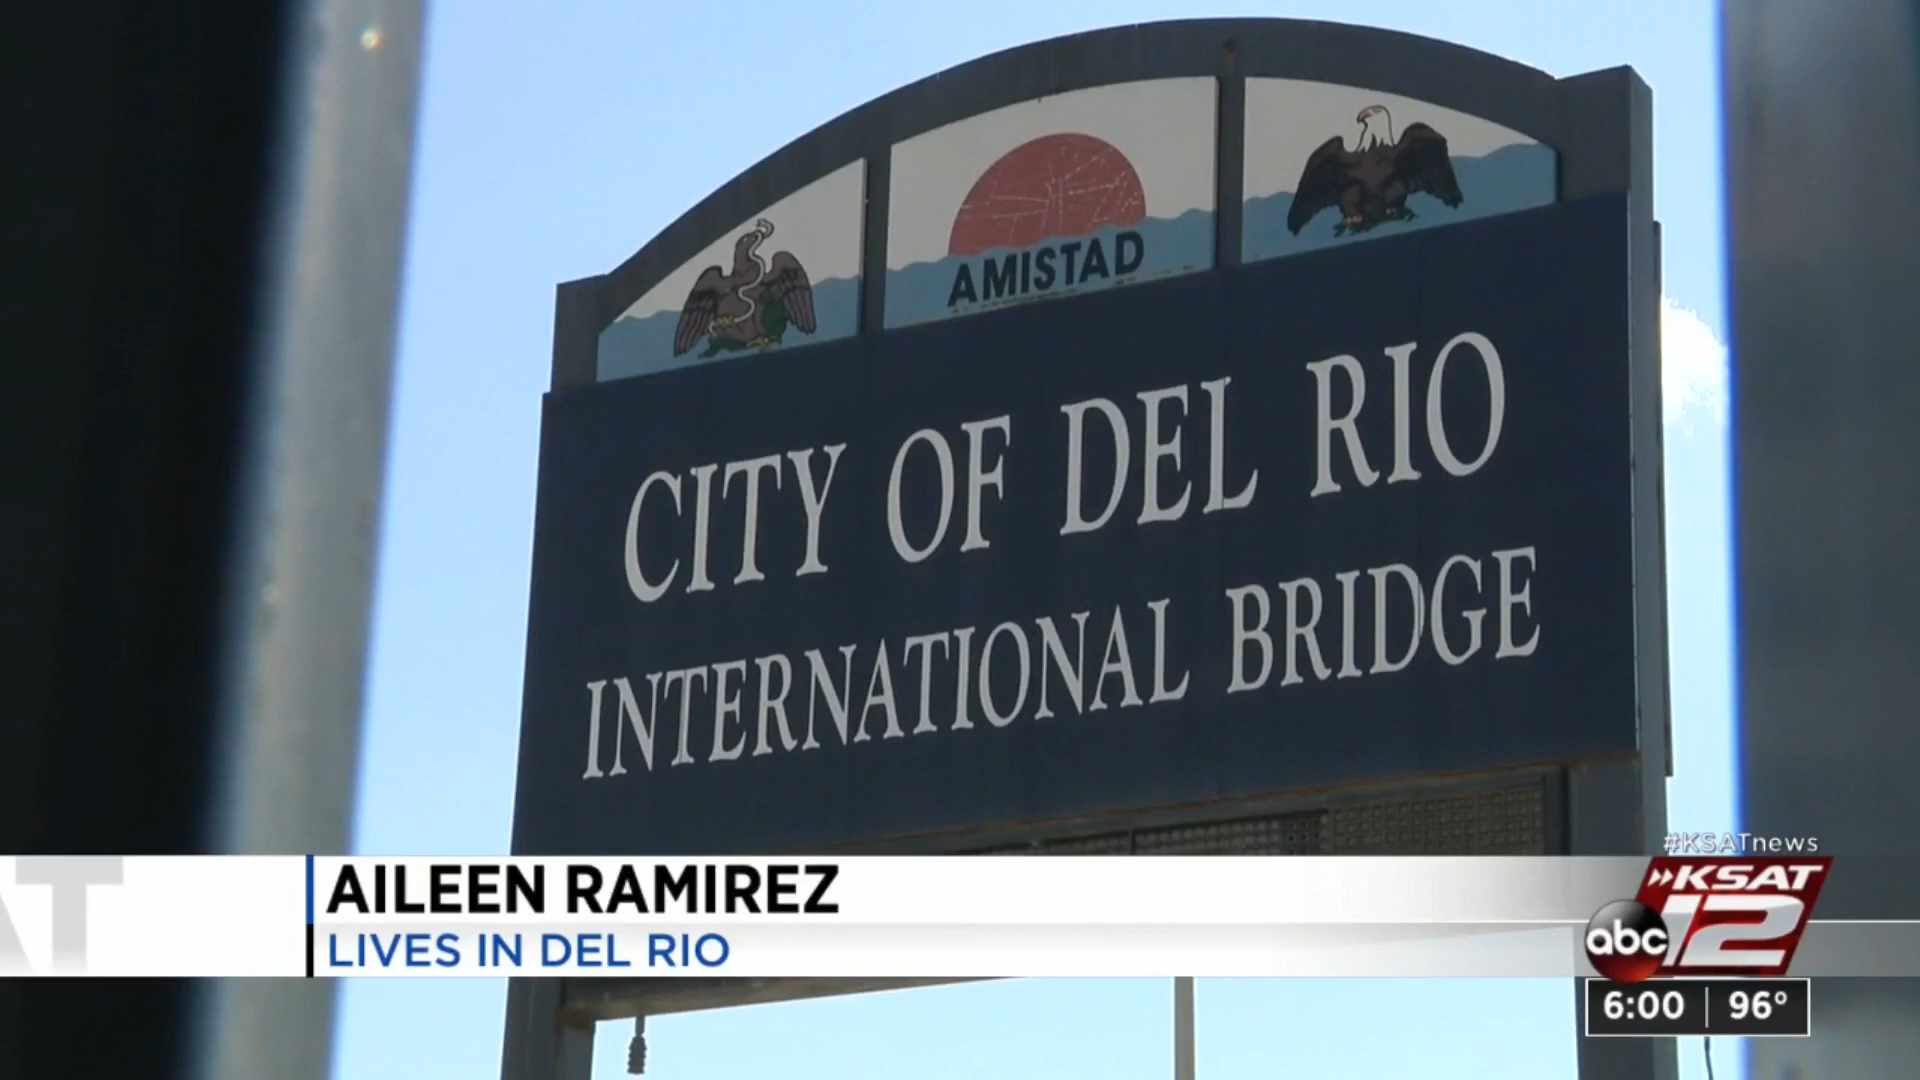 AMISTAD
CITY OF DEL RIO
INTERNATIONAL BRIDGE
#KSATnews
AT
AILEEN RAMIREZ
LIVES IN DEL RIO
KSAT
abc 12
6:00 | 96°